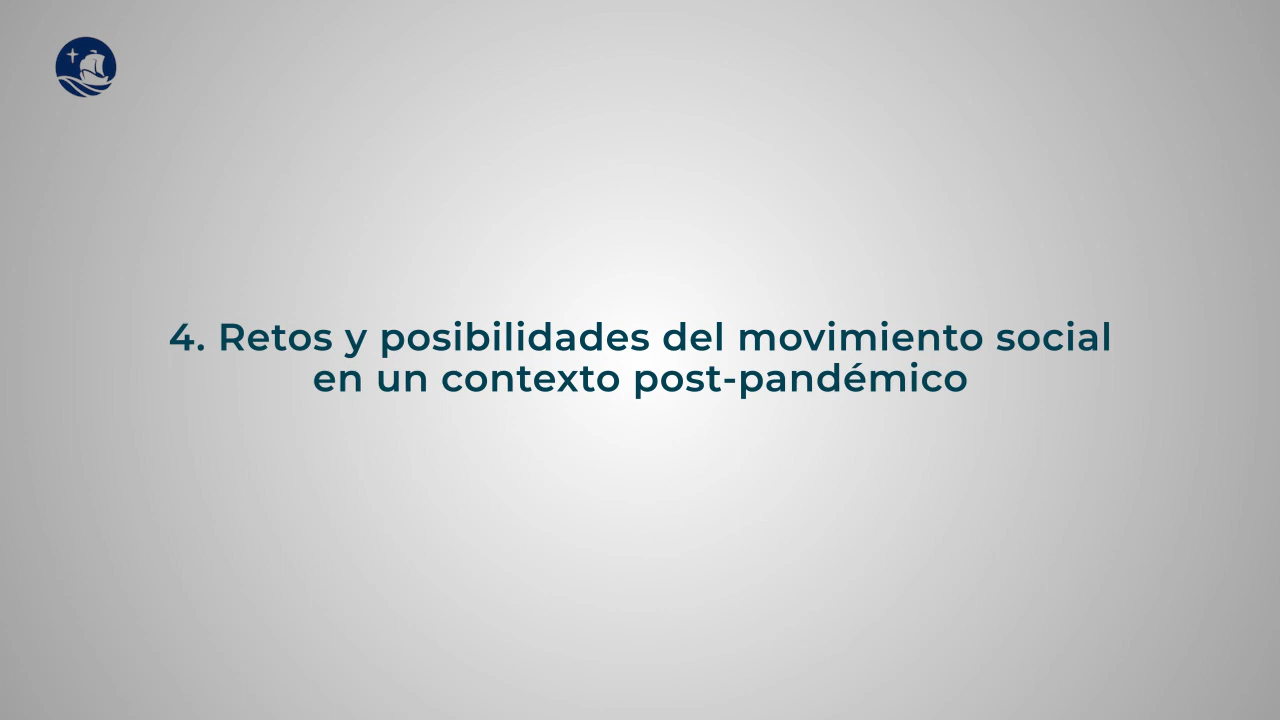 4. Retos y posibilidades del movimiento social
en un contexto post-pandémico